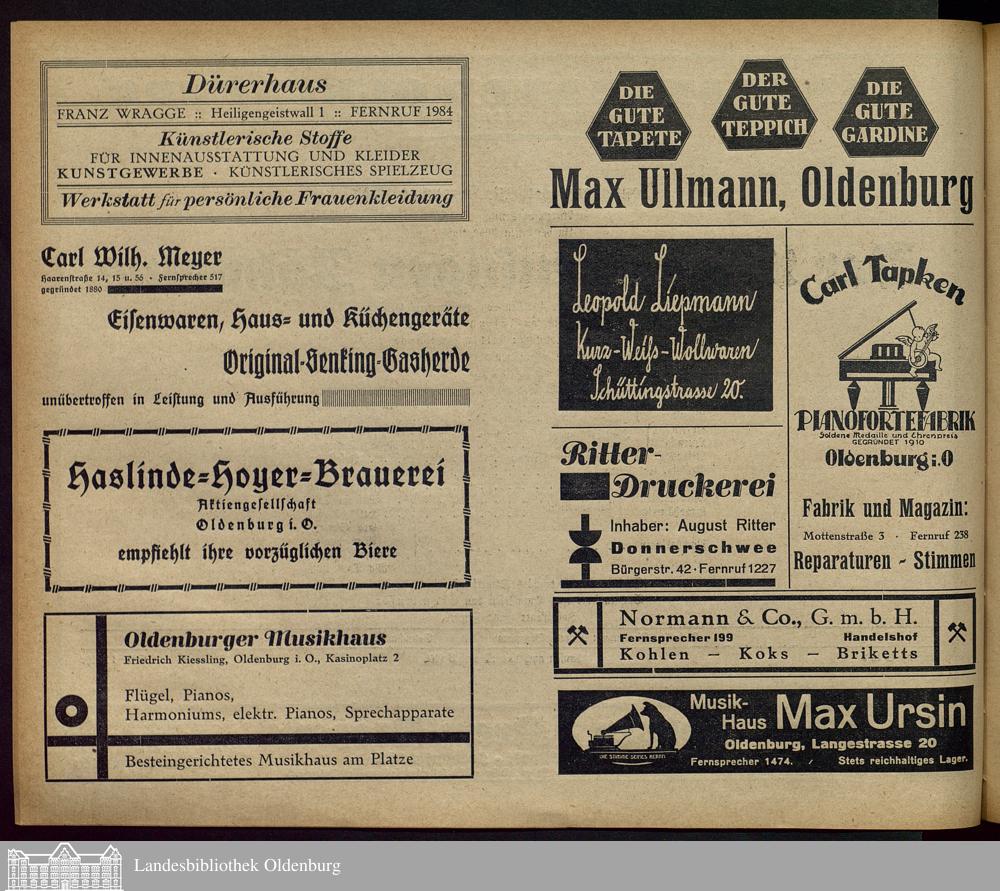 Dürerhaus
FRANZ WRAGGE :: Heiligengeistwall 1 :: FERNRUF 1984
Künstlerische Stoffe
FÜR INNENAUSSTATTUNG UND KLEIDER
KUNSTGEWERBE · KÜNSTLERISCHES SPIELZEUG
Werkstatt für persönliche Frauenkleidung
Carl Wilh. Meyer
Haarenstraße 14, 15 u. 56 · Fernsprecher 517
gegründet 1880
Eisenwaren, Haus- und Küchengeräte
Original-Senking-Gasherde
unübertroffen in Leistung und Ausführung
Haslinde-Hoyer-Brauerei
Aktiengesellschaft
Oldenburg i. O.
empfiehlt ihre vorzüglichen Biere
Oldenburger Musikhaus
Friedrich Kiessling, Oldenburg i. O., Kasinoplatz 2
Flügel, Pianos,
Harmoniums, elektr. Pianos, Sprechapparate
Besteingerichtetes Musikhaus am Platze
DIE
GUTE
TAPETE
DER
GUTE
TEPPICH
DIE
GUTE
GARDINE
Max Ullmann, Oldenburg
Leopold Liepmann
Kurz-Weiß-Wollwaren
Schüttingstrasse 20.
Carl Tapken
PIANOFORTEFABRIK
Goldene Medaille und Ehrenpreis
GEGRÜNDET 1910
Oldenburg i. O
Fabrik und Magazin:
Mottenstraße 3 · Fernruf 238
Reparaturen - Stimmen
Ritter-
Druckerei
Inhaber: August Ritter
Donnerschwee
Bürgerstr. 42 · Fernruf 1227
Normann & Co., G. m. b. H.
Fernsprecher 199 Handelshof
Kohlen — Koks — Briketts
Musik-
Haus Max Ursin
Oldenburg, Langestrasse 20
Fernsprecher 1474. / Stets reichhaltiges Lager.
DIE STIMME SEINES HERRN
Landesbibliothek Oldenburg